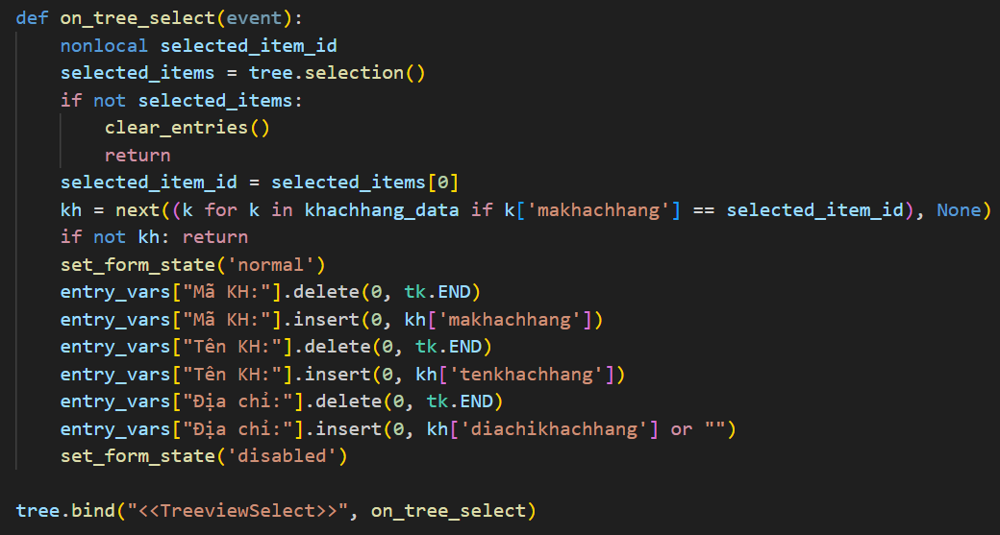 def on_tree_select(event):
    nonlocal selected_item_id
    selected_items = tree.selection()
    if not selected_items:
        clear_entries()
        return
    selected_item_id = selected_items[0]
    kh = next((k for k in khachhang_data if k['makhachhang'] == selected_item_id), None)
    if not kh: return
    set_form_state('normal')
    entry_vars["Mã KH:"].delete(0, tk.END)
    entry_vars["Mã KH:"].insert(0, kh['makhachhang'])
    entry_vars["Tên KH:"].delete(0, tk.END)
    entry_vars["Tên KH:"].insert(0, kh['tenkhachhang'])
    entry_vars["Địa chỉ:"].delete(0, tk.END)
    entry_vars["Địa chỉ:"].insert(0, kh['diachikhachhang'] or "")
    set_form_state('disabled')

tree.bind("<<TreeviewSelect>>", on_tree_select)